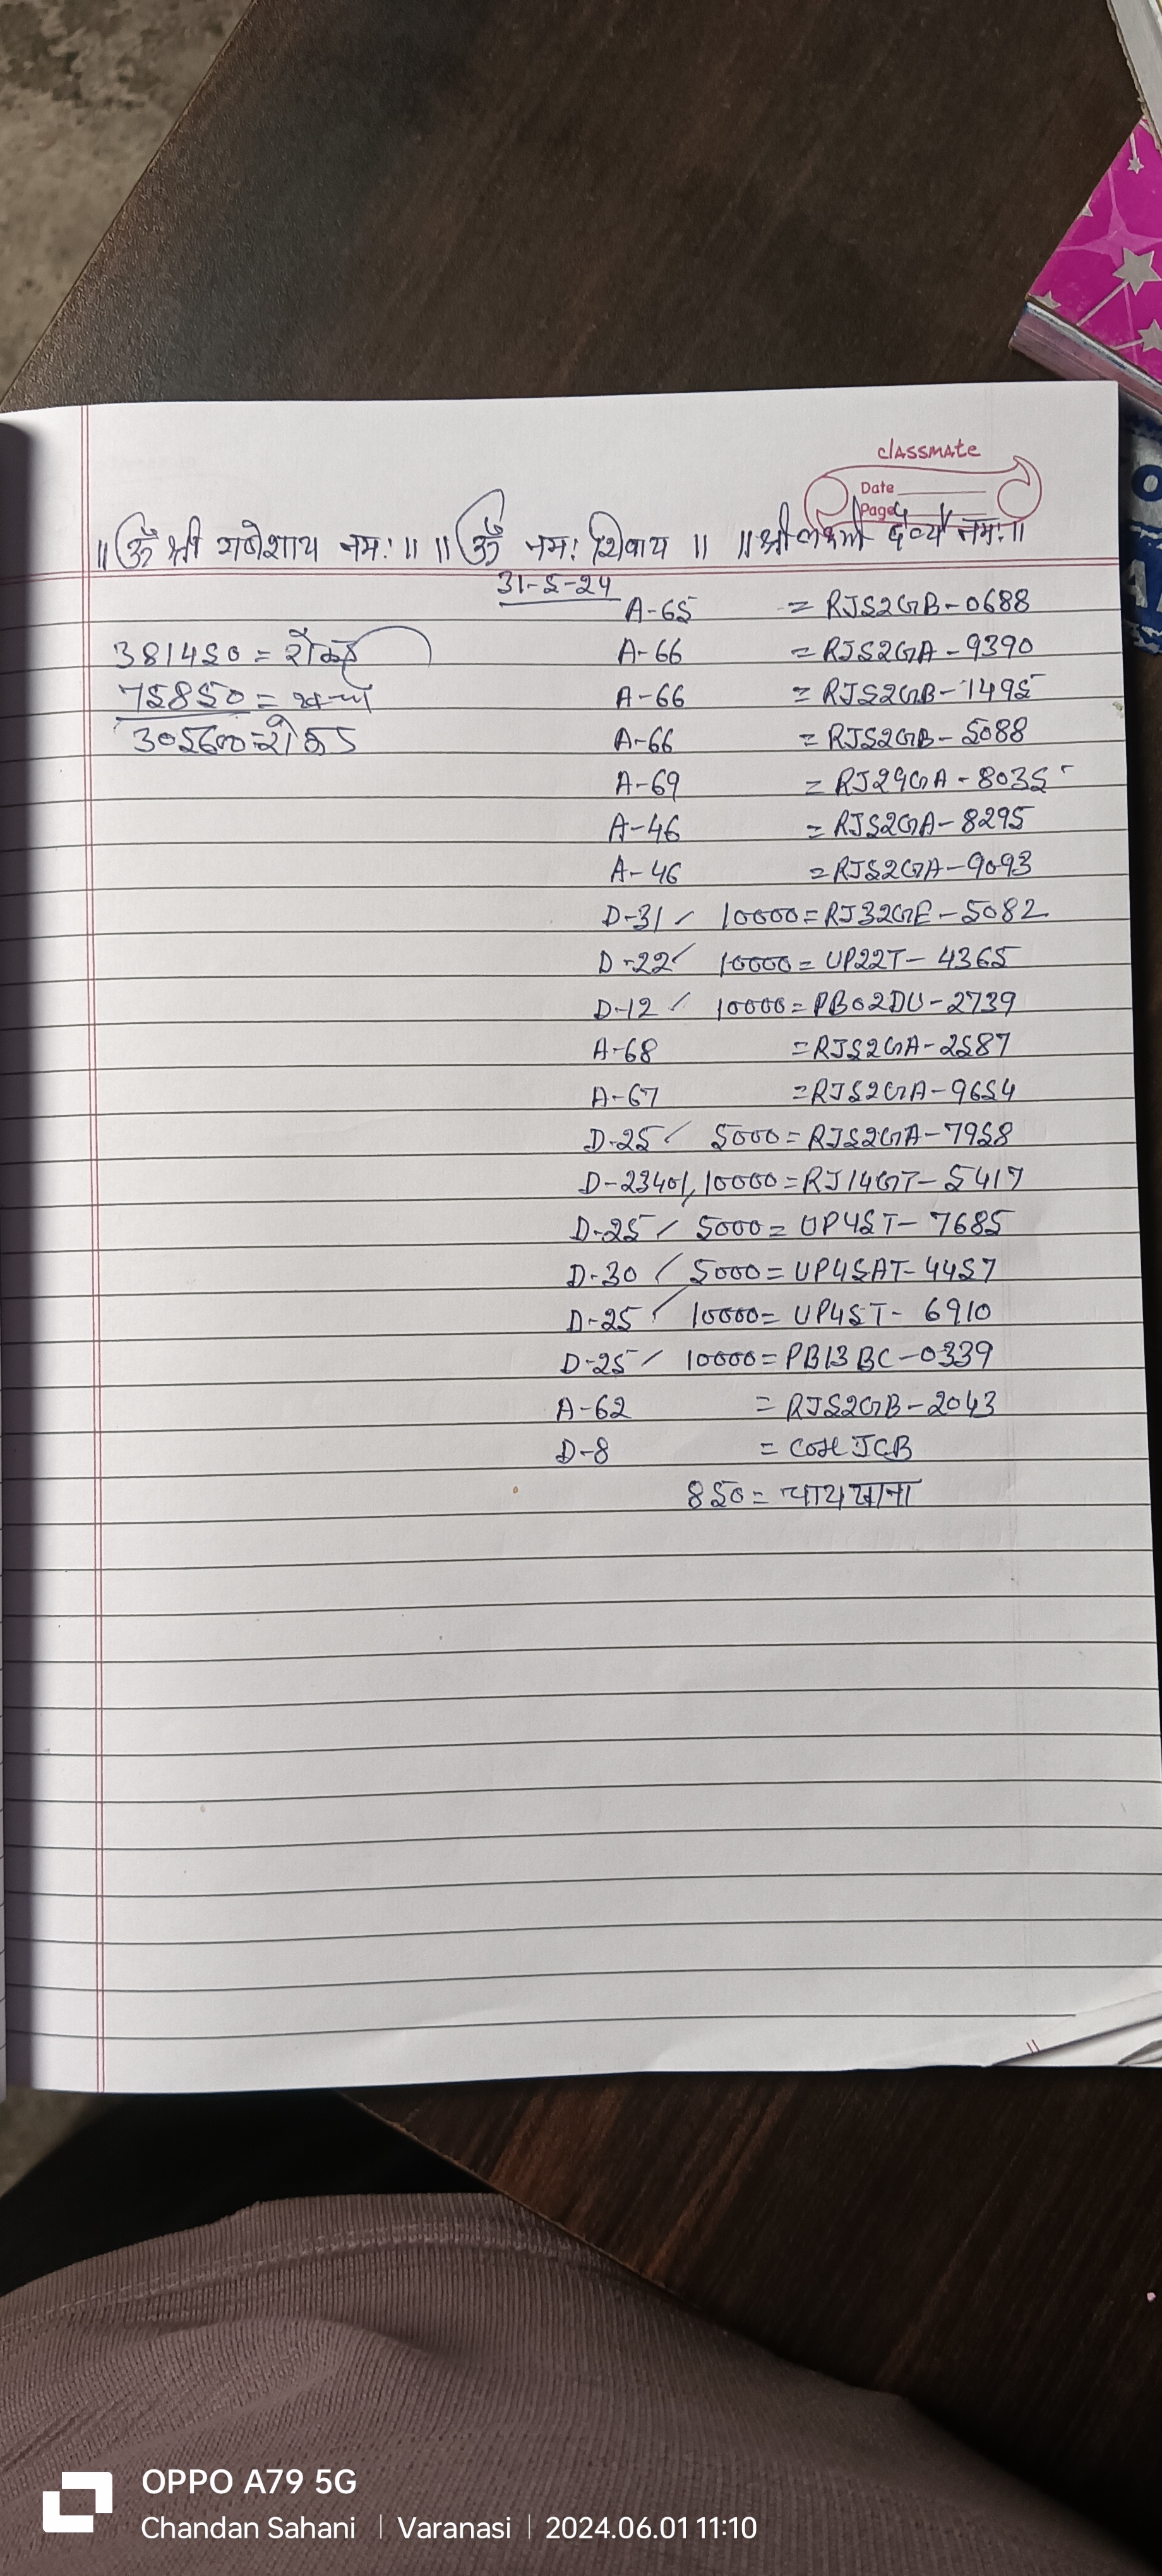 classmate
Date
Page
॥ ॐ श्री गणेशाय नमः ॥ ॥ ॐ नमः शिवाय ॥ ॥ श्री लक्ष्मी देव्यै नमः ॥
31-5-24
381450 = रोकड़
75850 = खर्चा
305600 = रोकड़
A-65 = RJ52GB-0688
A-66 = RJ52GA-9390
A-66 = RJ52GB-1495
A-66 = RJ52GB-5088
A-69 = RJ29GA-8035
A-46 = RJ52GA-8295
A-46 = RJ52GA-9093
D-31 / 10000 = RJ32GE-5082
D-22 / 10000 = UP22T-4365
D-12 / 10000 = PB02DU-2739
A-68 = RJ52GA-2587
A-67 = RJ52GA-9654
D-25 / 5000 = RJ52GA-7958
D-23401, 10000 = RJ14GT-5417
D-25 / 5000 = UP45T-7685
D-30 / 5000 = UP45AT-4457
D-25 / 10000 = UP45T-6910
D-25 / 10000 = PB13BC-0339
A-62 = RJ52GB-2043
D-8 = JCB
850 = चाय खाना
OPPO A79 5G
Chandan Sahani | Varanasi | 2024.06.01 11:10